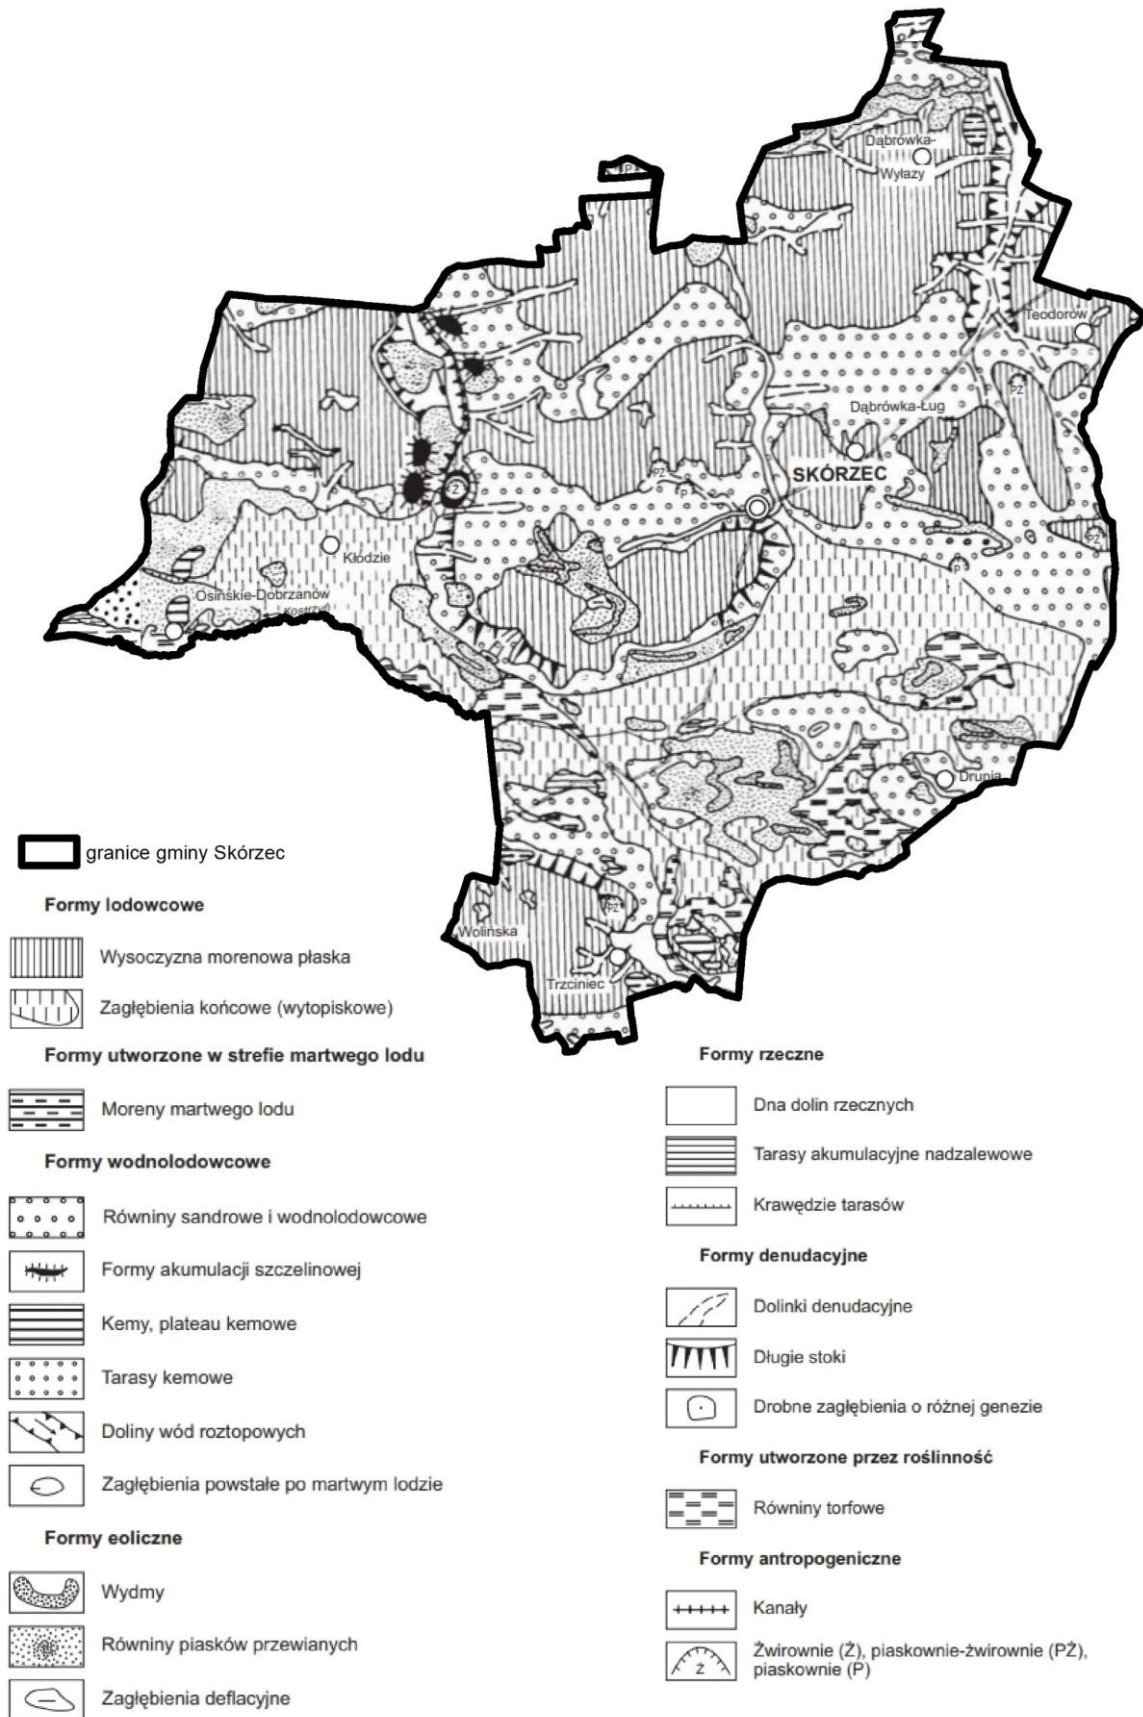 P
Dąbrówka-
Wyłazy
Teodorów
PŻ
Dąbrówka-Ług
SKÓRZEC
PŻ
P
Ż
PŻ
Kłódzie
P
Osińskie-Dobrzanów
Kostrzyń
Drupia
PŻ
Wolińska
Trzciniec
granice gminy Skórzec
Formy lodowcowe
Wysoczyzna morenowa płaska
Zagłębienia końcowe (wytopiskowe)
Formy utworzone w strefie martwego lodu
Moreny martwego lodu
Formy wodnolodowcowe
Równiny sandrowe i wodnolodowcowe
Formy akumulacji szczelinowej
Kemy, plateau kemowe
Tarasy kemowe
Doliny wód roztopowych
Zagłębienia powstałe po martwym lodzie
Formy eoliczne
Wydmy
Równiny piasków przewianych
Zagłębienia deflacyjne
Formy rzeczne
Dna dolin rzecznych
Tarasy akumulacyjne nadzalewowe
Krawędzie tarasów
Formy denudacyjne
Dolinki denudacyjne
Długie stoki
Drobne zagłębienia o różnej genezie
Formy utworzone przez roślinność
Równiny torfowe
Formy antropogeniczne
Kanały
Ż
Żwirownie (Ż), piaskownie-żwirownie (PŻ),
piaskownie (P)